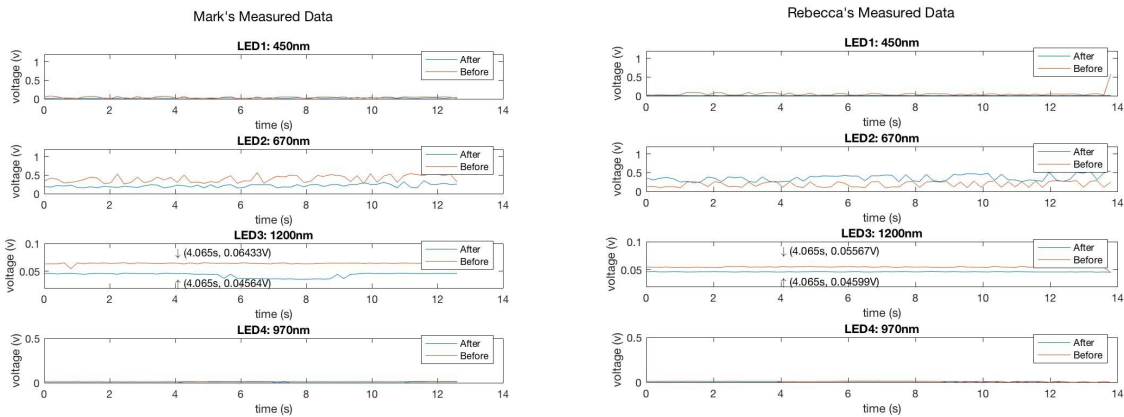 Mark's Measured Data
LED1: 450nm
voltage (v)
1
0.5
0
After
Before
0 2 4 6 8 10 12 14
time (s)
LED2: 670nm
voltage (v)
1
0.5
0
After
Before
0 2 4 6 8 10 12 14
time (s)
LED3: 1200nm
voltage (v)
0.1
0.05
↓ (4.065s, 0.06433V)
↑ (4.065s, 0.04564V)
After
Before
0 2 4 6 8 10 12 14
time (s)
LED4: 970nm
voltage (v)
0.5
0
After
Before
0 2 4 6 8 10 12 14
time (s)
Rebecca's Measured Data
LED1: 450nm
voltage (v)
1
0.5
0
After
Before
0 2 4 6 8 10 12 14
time (s)
LED2: 670nm
voltage (v)
1
0.5
0
After
Before
0 2 4 6 8 10 12 14
time (s)
LED3: 1200nm
voltage (v)
0.1
0.05
↓ (4.065s, 0.05567V)
↑ (4.065s, 0.04599V)
After
Before
0 2 4 6 8 10 12 14
time (s)
LED4: 970nm
voltage (v)
0.5
0
After
Before
0 2 4 6 8 10 12 14
time (s)